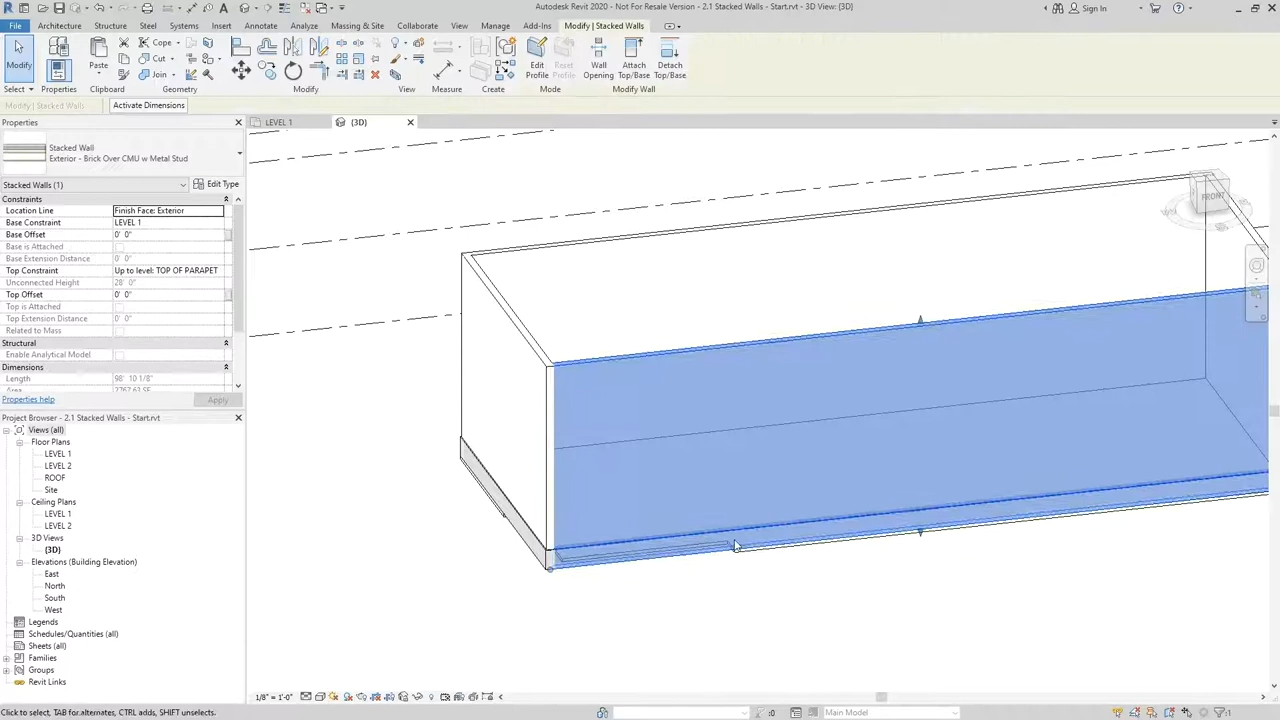 Autodesk Revit 2020 - Not For Resale Version - 2.1 Stacked Walls - Start.rvt - 3D View: {3D}
Sign In
File Architecture Structure Steel Systems Insert Annotate Analyze Massing & Site Collaborate View Manage Add-Ins Modify | Stacked Walls
Modify
Paste
Cope
Cut
Join
Edit Profile
Reset Profile
Wall Opening
Attach Top/Base
Detach Top/Base
Select Properties Clipboard Geometry Modify View Measure Create Mode Modify Wall
Modify | Stacked Walls
Activate Dimensions
Properties
LEVEL 1
{3D}
Stacked Wall
Exterior - Brick Over CMU w Metal Stud
Stacked Walls (1)
Edit Type
Constraints
Location Line Finish Face: Exterior
Base Constraint LEVEL 1
Base Offset 0' 0"
Base is Attached
Base Extension Distance 0' 0"
Top Constraint Up to level: TOP OF PARAPET
Unconnected Height 28' 0"
Top Offset 0' 0"
Top is Attached
Top Extension Distance 0' 0"
Related to Mass
Structural
Enable Analytical Model
Dimensions
Length 98' 10 1/8"
Properties help
Apply
Project Browser - 2.1 Stacked Walls - Start.rvt
Views (all)
Floor Plans
LEVEL 1
LEVEL 2
ROOF
Site
Ceiling Plans
LEVEL 1
LEVEL 2
3D Views
{3D}
Elevations (Building Elevation)
East
North
South
West
Legends
Schedules/Quantities (all)
Sheets (all)
Families
Groups
Revit Links
FRONT
1/8" = 1'-0"
Click to select, TAB for alternates, CTRL adds, SHIFT unselects.
:0
Main Model
:1